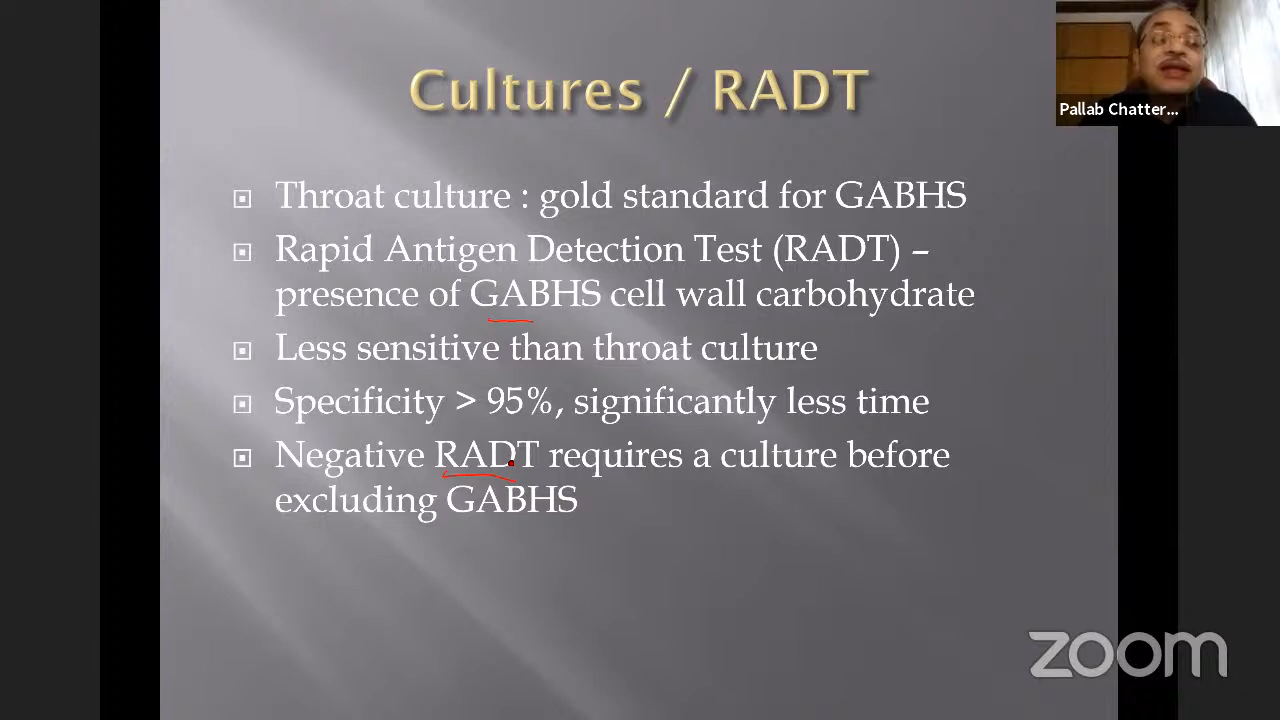 Cultures / RADT
Pallab Chatter...
Throat culture : gold standard for GABHS
Rapid Antigen Detection Test (RADT) –
presence of GABHS cell wall carbohydrate
Less sensitive than throat culture
Specificity > 95%, significantly less time
Negative RADT requires a culture before
excluding GABHS
zoom